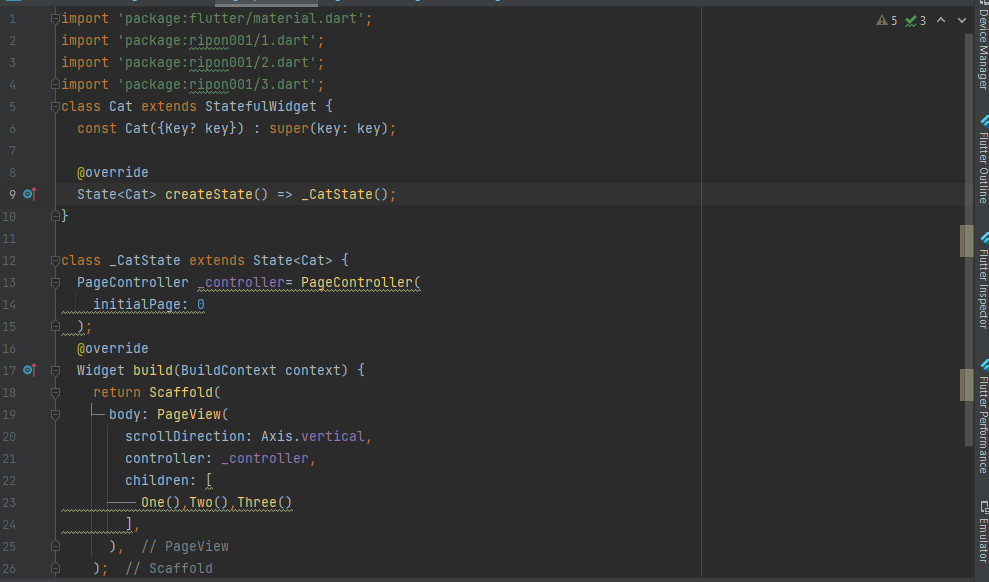 1 import 'package:flutter/material.dart';
2 import 'package:ripon001/1.dart';
3 import 'package:ripon001/2.dart';
4 import 'package:ripon001/3.dart';
5 class Cat extends StatefulWidget {
6 const Cat({Key? key}) : super(key: key);
7
8 @override
9 State<Cat> createState() => _CatState();
10 }
11
12 class _CatState extends State<Cat> {
13 PageController _controller= PageController(
14 initialPage: 0
15 );
16 @override
17 Widget build(BuildContext context) {
18 return Scaffold(
19 body: PageView(
20 scrollDirection: Axis.vertical,
21 controller: _controller,
22 children: [
23 One(),Two(),Three()
24 ],
25 ), // PageView
26 ); // Scaffold
5 3
Device Manager
Flutter Outline
Flutter Inspector
Flutter Performance
Emulator